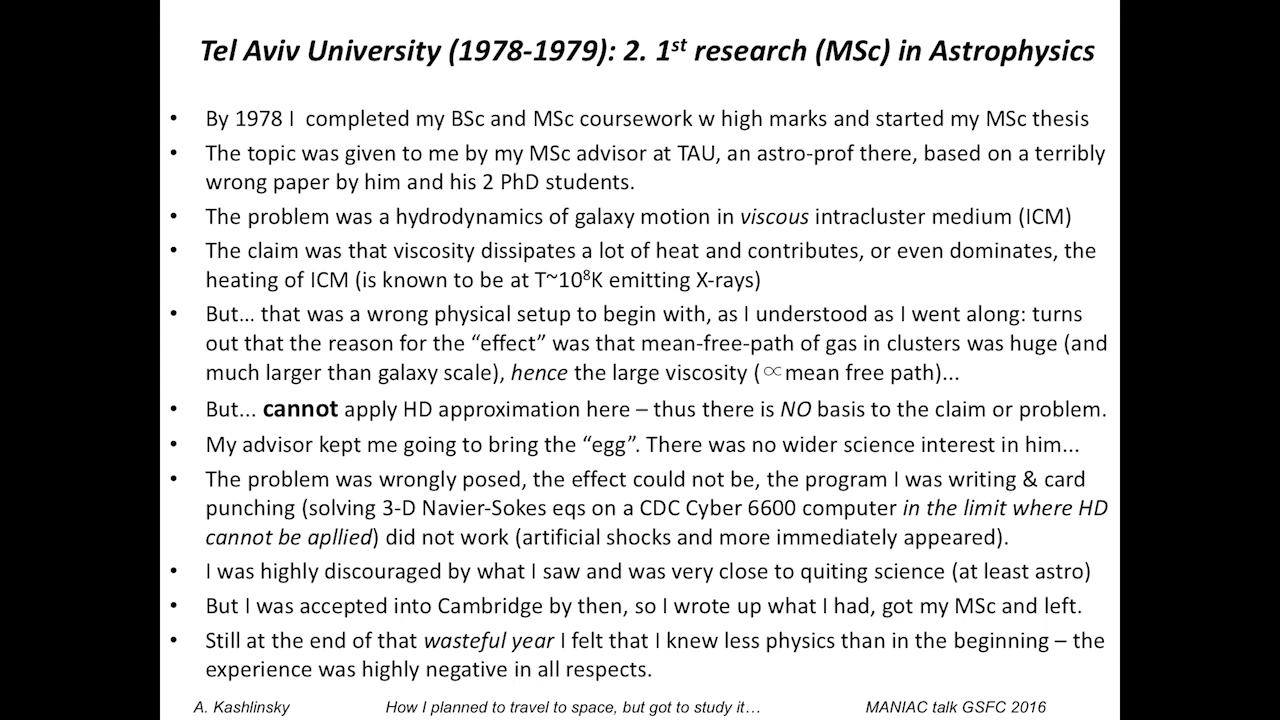 Tel Aviv University (1978-1979): 2. 1st research (MSc) in Astrophysics
• By 1978 I completed my BSc and MSc coursework w high marks and started my MSc thesis
• The topic was given to me by my MSc advisor at TAU, an astro-prof there, based on a terribly
wrong paper by him and his 2 PhD students.
• The problem was a hydrodynamics of galaxy motion in viscous intracluster medium (ICM)
• The claim was that viscosity dissipates a lot of heat and contributes, or even dominates, the
heating of ICM (is known to be at T~10⁸K emitting X-rays)
• But... that was a wrong physical setup to begin with, as I understood as I went along: turns
out that the reason for the “effect” was that mean-free-path of gas in clusters was huge (and
much larger than galaxy scale), hence the large viscosity (∝mean free path)...
• But... cannot apply HD approximation here – thus there is NO basis to the claim or problem.
• My advisor kept me going to bring the “egg”. There was no wider science interest in him...
• The problem was wrongly posed, the effect could not be, the program I was writing & card
punching (solving 3-D Navier-Sokes eqs on a CDC Cyber 6600 computer in the limit where HD
cannot be apllied) did not work (artificial shocks and more immediately appeared).
• I was highly discouraged by what I saw and was very close to quiting science (at least astro)
• But I was accepted into Cambridge by then, so I wrote up what I had, got my MSc and left.
• Still at the end of that wasteful year I felt that I knew less physics than in the beginning – the
experience was highly negative in all respects.
A. Kashlinsky How I planned to travel to space, but got to study it… MANIAC talk GSFC 2016